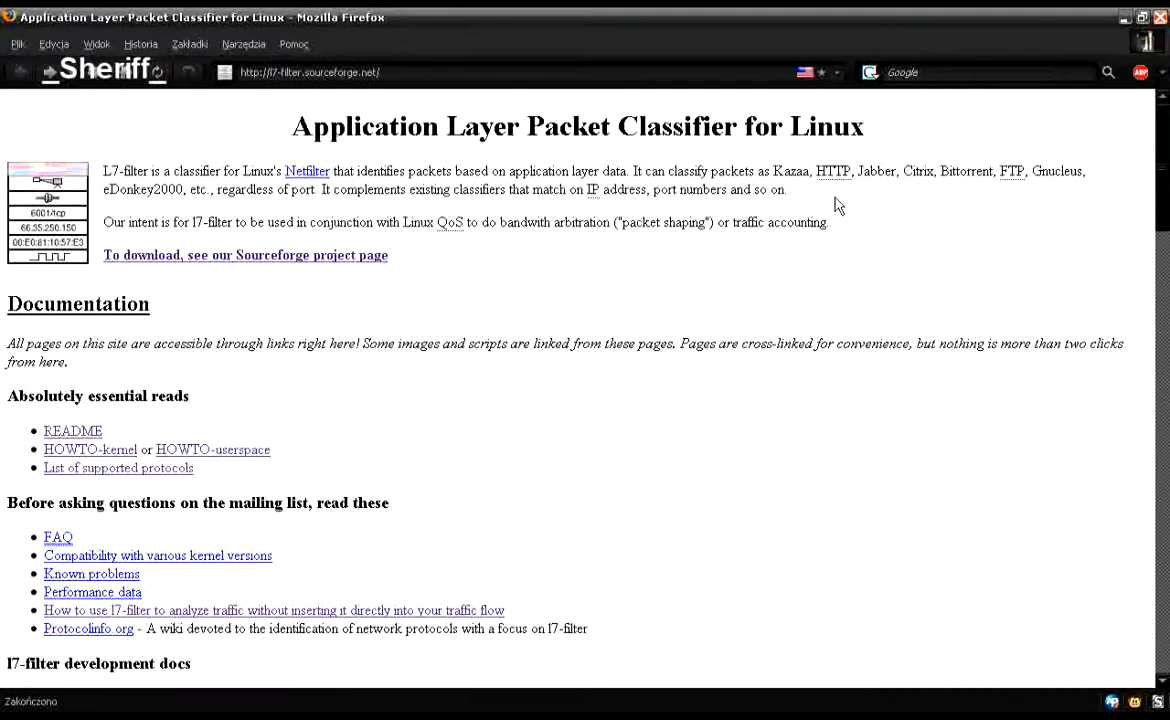 Application Layer Packet Classifier for Linux - Mozilla Firefox
Plik Edycja Widok Historia Zakładki Narzędzia Pomoc
_Sheriff_
http://l7-filter.sourceforge.net/
Google
ABP
Application Layer Packet Classifier for Linux
L7-filter is a classifier for Linux's Netfilter that identifies packets based on application layer data. It can classify packets as Kazaa, HTTP, Jabber, Citrix, Bittorrent, FTP, Gnucleus,
eDonkey2000, etc., regardless of port. It complements existing classifiers that match on IP address, port numbers and so on.
6001/tcp
66.35.250.150
00:E0:81:10:57:E3
Our intent is for l7-filter to be used in conjunction with Linux QoS to do bandwith arbitration ("packet shaping") or traffic accounting.
To download, see our Sourceforge project page
Documentation
All pages on this site are accessible through links right here! Some images and scripts are linked from these pages. Pages are cross-linked for convenience, but nothing is more than two clicks
from here.
Absolutely essential reads
README
HOWTO-kernel or HOWTO-userspace
List of supported protocols
Before asking questions on the mailing list, read these
FAQ
Compatibility with various kernel versions
Known problems
Performance data
How to use l7-filter to analyze traffic without inserting it directly into your traffic flow
Protocolinfo.org - A wiki devoted to the identification of network protocols with a focus on l7-filter
l7-filter development docs
Zakończono